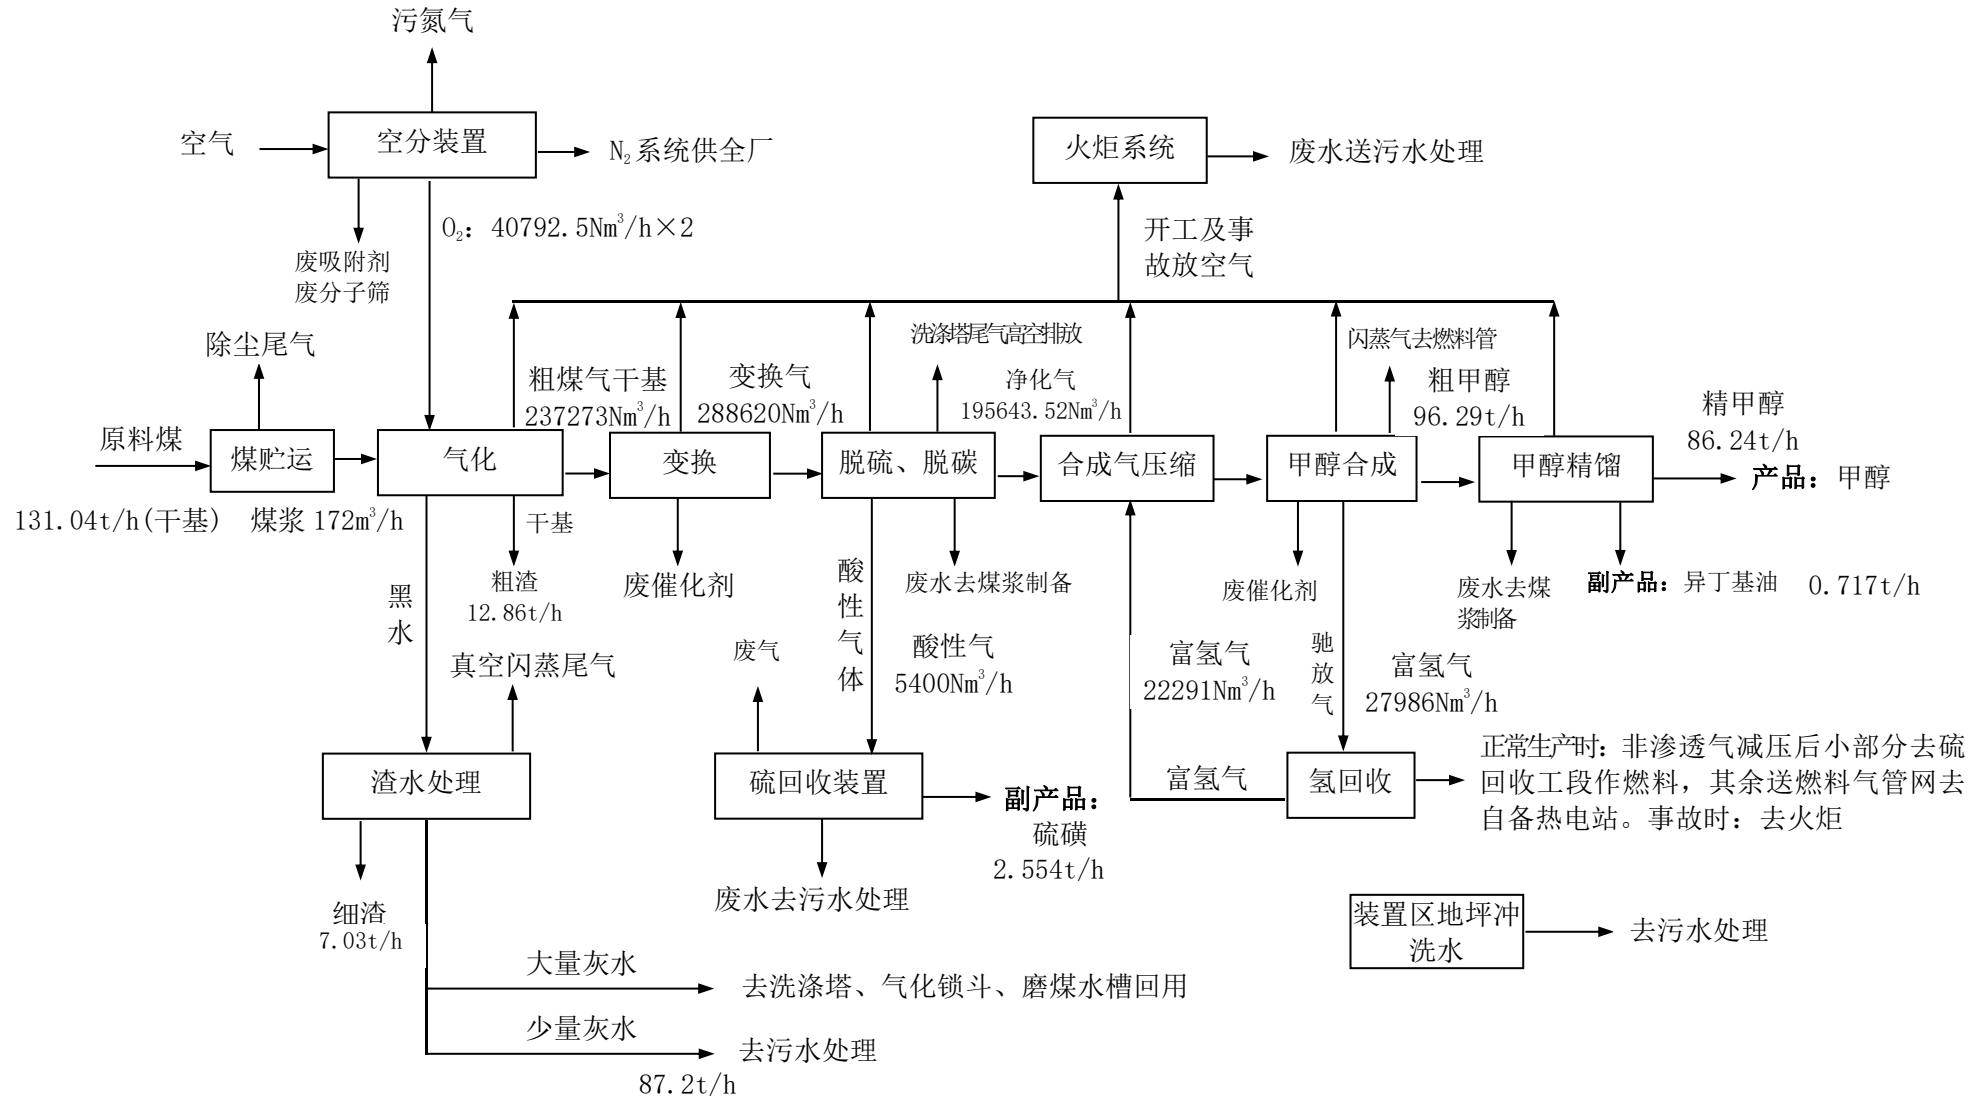 污氮气
空气
空分装置
N₂系统供全厂
火炬系统
废水送污水处理
O₂：40792.5Nm³/h×2
废吸附剂
废分子筛
开工及事
故放空气
除尘尾气
洗涤塔尾气高空排放
闪蒸气去燃料管
粗煤气干基
237273Nm³/h
变换气
288620Nm³/h
净化气
195643.52Nm³/h
粗甲醇
96.29t/h
精甲醇
86.24t/h
原料煤
煤贮运
气化
变换
脱硫、脱碳
合成气压缩
甲醇合成
甲醇精馏
产品：甲醇
131.04t/h(干基)
煤浆172m³/h
干基
粗渣
12.86t/h
废催化剂
酸性气体
废水去煤浆制备
废催化剂
废水去煤
浆制备
副产品：异丁基油
0.717t/h
黑水
真空闪蒸尾气
废气
酸性气
5400Nm³/h
富氢气
22291Nm³/h
驰放气
富氢气
27986Nm³/h
渣水处理
硫回收装置
副产品：
硫磺
2.554t/h
富氢气
氢回收
正常生产时：非渗透气减压后小部分去硫
回收工段作燃料，其余送燃料气管网去
自备热电站。事故时：去火炬
细渣
7.03t/h
废水去污水处理
装置区地坪冲
洗水
去污水处理
大量灰水
去洗涤塔、气化锁斗、磨煤水槽回用
少量灰水
去污水处理
87.2t/h